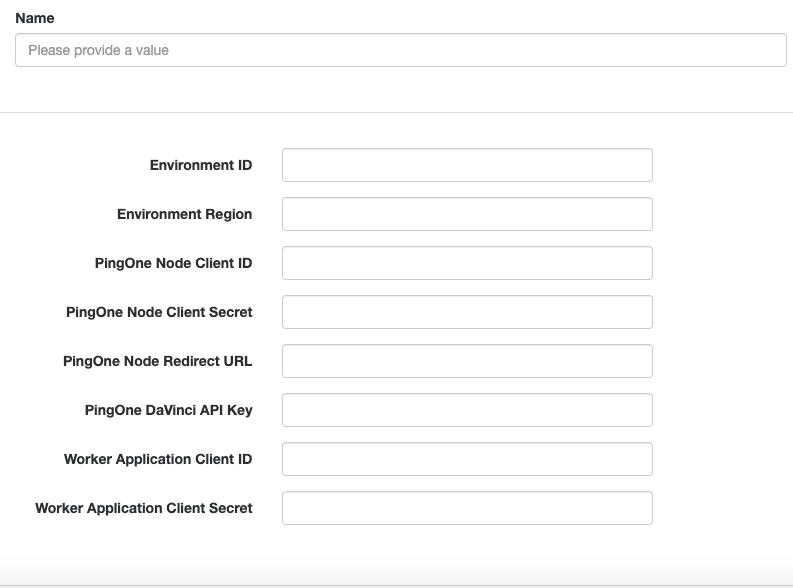 Name
Please provide a value
Environment ID
Environment Region
PingOne Node Client ID
PingOne Node Client Secret
PingOne Node Redirect URL
PingOne DaVinci API Key
Worker Application Client ID
Worker Application Client Secret